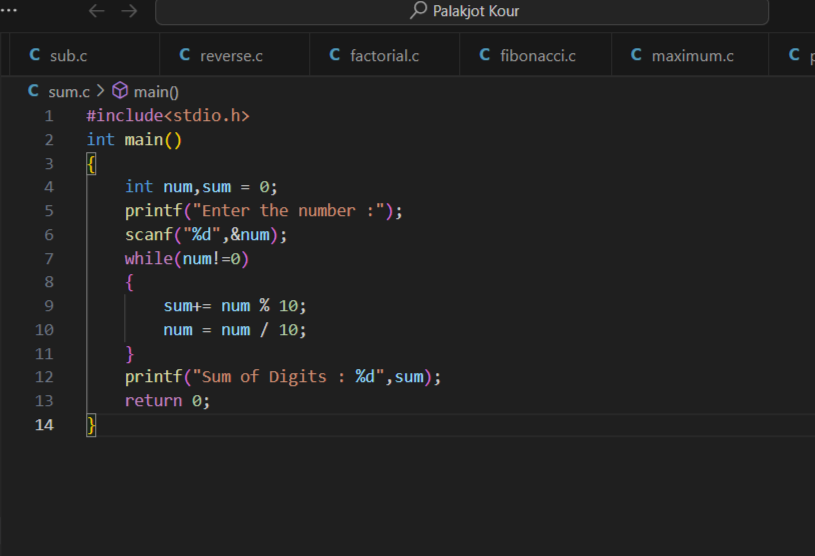 ... Palakjot Kour
C sub.c C reverse.c C factorial.c C fibonacci.c C maximum.c C
C sum.c > main()
1 #include<stdio.h>
2 int main()
3 {
4 int num,sum = 0;
5 printf("Enter the number :");
6 scanf("%d",&num);
7 while(num!=0)
8 {
9 sum+= num % 10;
10 num = num / 10;
11 }
12 printf("Sum of Digits : %d",sum);
13 return 0;
14 }